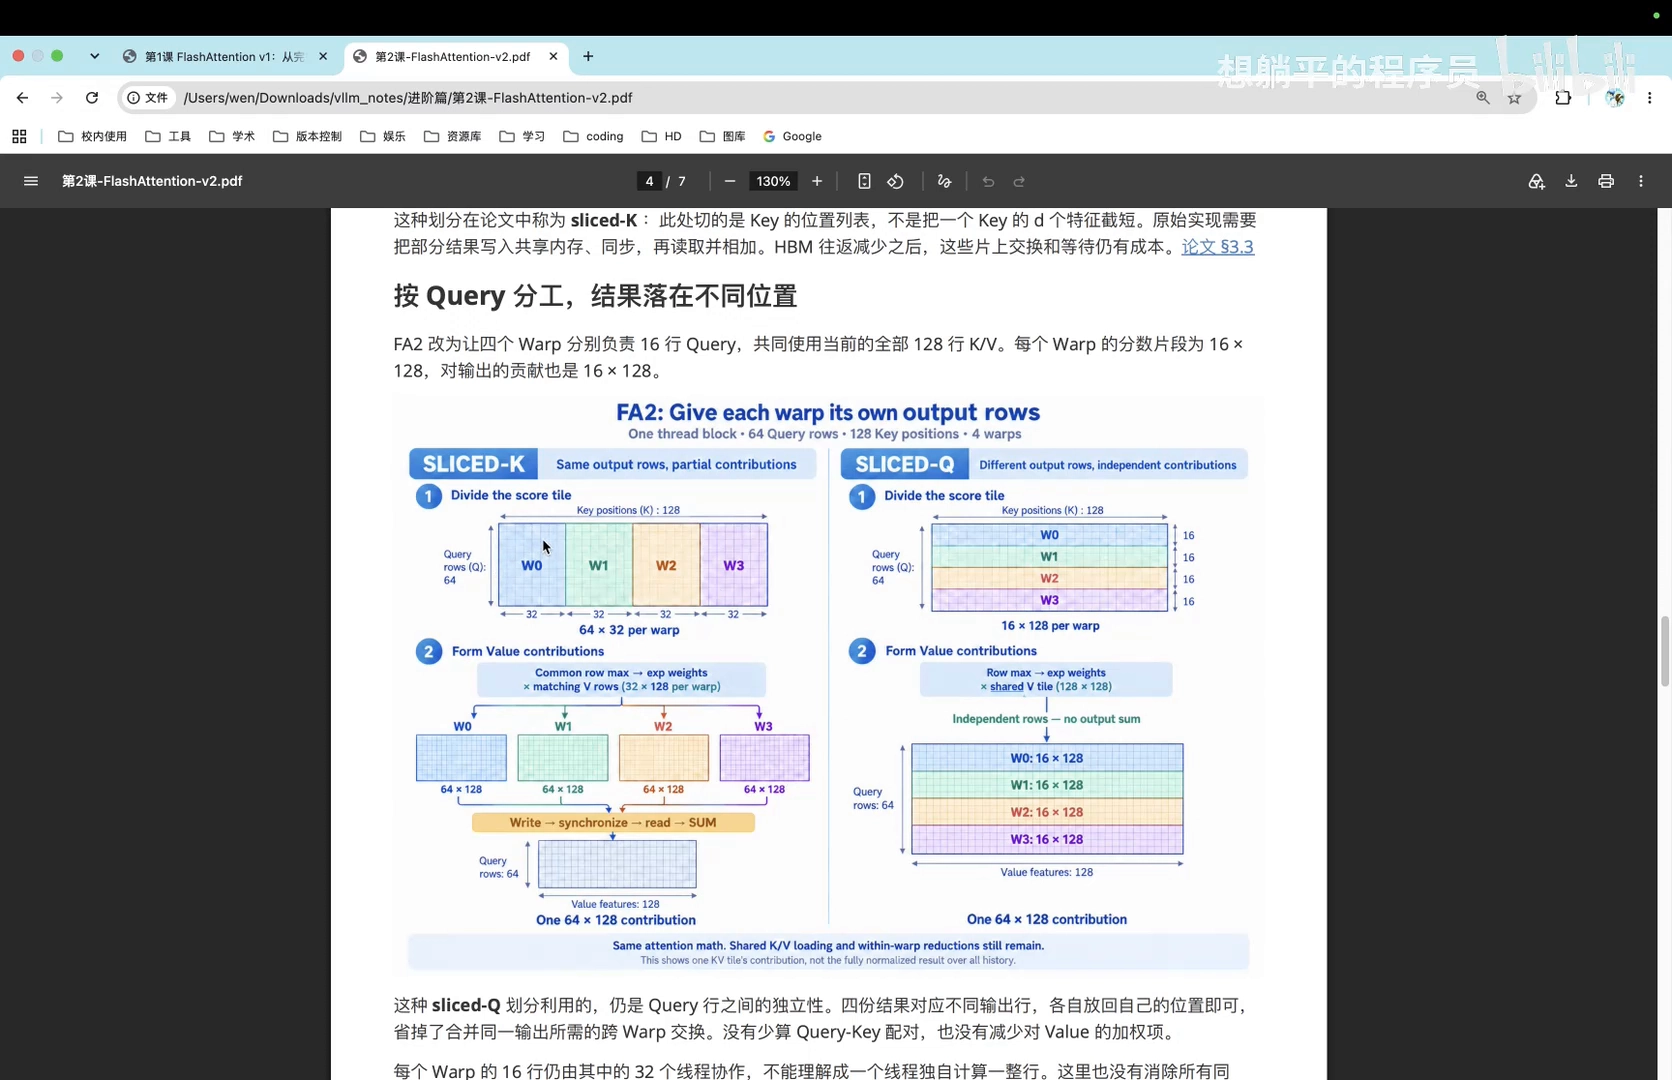 第1课 FlashAttention v1：从完
第2课-FlashAttention-v2.pdf
想躺平的程序员
bilibili
文件
/Users/wen/Downloads/vllm_notes/进阶篇/第2课-FlashAttention-v2.pdf
校内使用
工具
学术
版本控制
娱乐
资源库
学习
coding
HD
图库
Google
第2课-FlashAttention-v2.pdf
4 / 7
130%
这种划分在论文中称为 sliced-K ：此处切的是 Key 的位置列表，不是把一个 Key 的 d 个特征截短。原始实现需要
把部分结果写入共享内存、同步，再读取并相加。HBM 往返减少之后，这些片上交换和等待仍有成本。论文 §3.3
按 Query 分工，结果落在不同位置
FA2 改为让四个 Warp 分别负责 16 行 Query，共同使用当前的全部 128 行 K/V。每个 Warp 的分数片段为 16 ×
128，对输出的贡献也是 16 × 128。
FA2: Give each warp its own output rows
One thread block • 64 Query rows • 128 Key positions • 4 warps
SLICED-K
Same output rows, partial contributions
1 Divide the score tile
Key positions (K) : 128
Query
rows (Q):
64
W0 W1 W2 W3
32 32 32 32
64 × 32 per warp
2 Form Value contributions
Common row max → exp weights
× matching V rows (32 × 128 per warp)
W0 W1 W2 W3
64 × 128 64 × 128 64 × 128 64 × 128
Write → synchronize → read → SUM
Query
rows: 64
Value features: 128
One 64 × 128 contribution
SLICED-Q
Different output rows, independent contributions
1 Divide the score tile
Key positions (K) : 128
Query
rows (Q):
64
W0 16
W1 16
W2 16
W3 16
16 × 128 per warp
2 Form Value contributions
Row max → exp weights
× shared V tile (128 × 128)
Independent rows — no output sum
Query
rows: 64
W0: 16 × 128
W1: 16 × 128
W2: 16 × 128
W3: 16 × 128
Value features: 128
One 64 × 128 contribution
Same attention math. Shared K/V loading and within-warp reductions still remain.
This shows one KV tile's contribution, not the fully normalized result over all history.
这种 sliced-Q 划分利用的，仍是 Query 行之间的独立性。四份结果对应不同输出行，各自放回自己的位置即可，
省掉了合并同一输出所需的跨 Warp 交换。没有少算 Query-Key 配对，也没有减少对 Value 的加权项。
每个 Warp 的 16 行仍由其中的 32 个线程协作，不能理解成一个线程独自计算一整行。这里也没有消除所有同